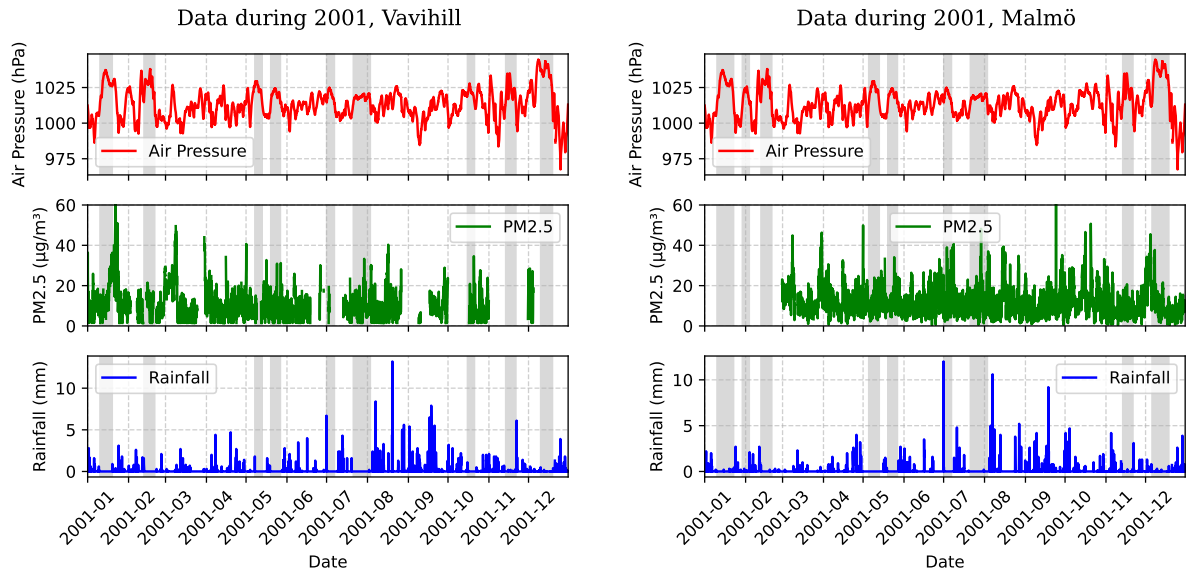 Data during 2001, Vavihill
Air Pressure (hPa)
1025
1000
975
Air Pressure
PM2.5 (µg/m³)
60
40
20
0
PM2.5
Rainfall (mm)
10
5
0
Rainfall
2001-01
2001-02
2001-03
2001-04
2001-05
2001-06
2001-07
2001-08
2001-09
2001-10
2001-11
2001-12
Date
Data during 2001, Malmö
Air Pressure (hPa)
1025
1000
975
Air Pressure
PM2.5 (µg/m³)
60
40
20
0
PM2.5
Rainfall (mm)
10
5
0
Rainfall
2001-01
2001-02
2001-03
2001-04
2001-05
2001-06
2001-07
2001-08
2001-09
2001-10
2001-11
2001-12
Date